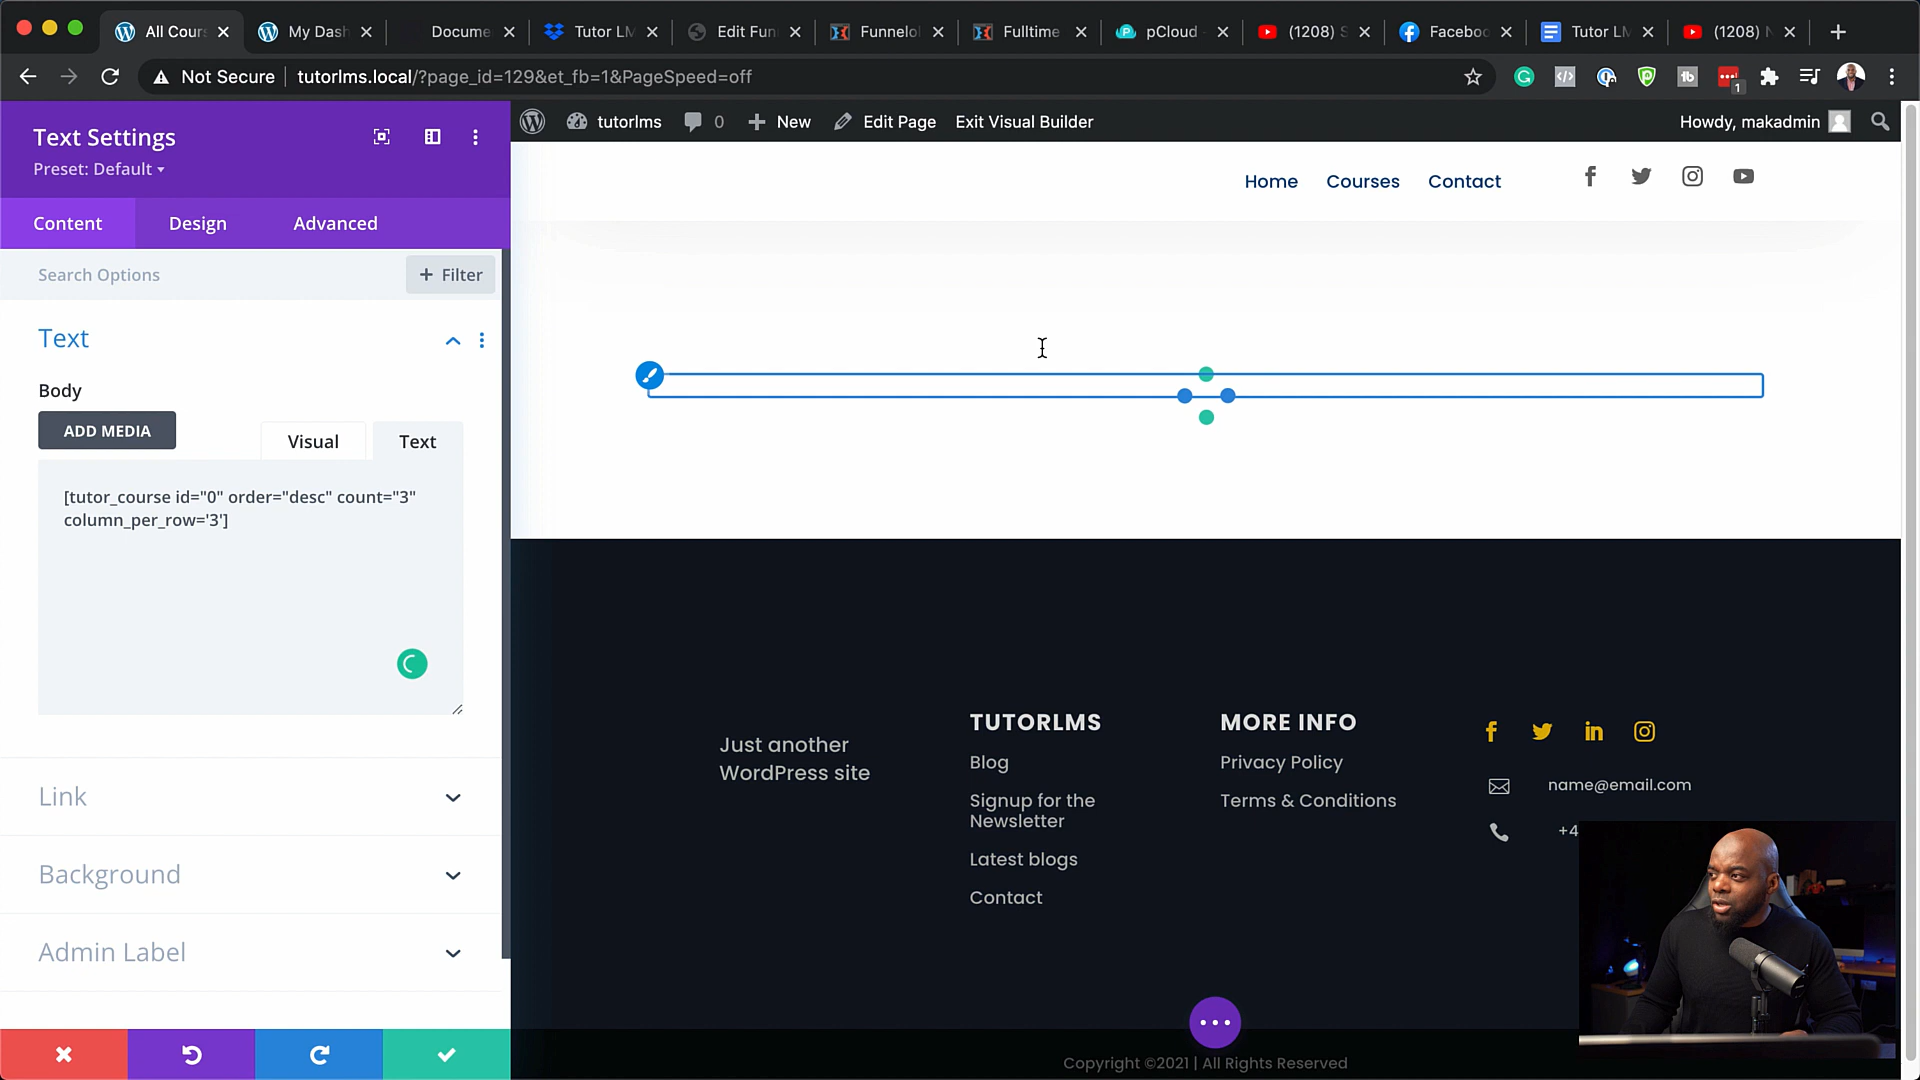 All Cour
My Dash
Docume
Tutor LM
Edit Fun
Funnelo
Fulltime
pCloud -
(1208) S
Faceboo
Tutor LM
(1208) N
Not Secure
tutorlms.local/?page_id=129&et_fb=1&PageSpeed=off
1
Text Settings
Preset: Default
Content
Design
Advanced
Search Options
+ Filter
Text
Body
ADD MEDIA
Visual
Text
[tutor_course id="0" order="desc" count="3"
column_per_row='3']
Link
Background
Admin Label
tutorlms
0
New
Edit Page
Exit Visual Builder
Howdy, makadmin
Home
Courses
Contact
Just another
WordPress site
TUTORLMS
Blog
Signup for the
Newsletter
Latest blogs
Contact
MORE INFO
Privacy Policy
Terms & Conditions
name@email.com
+4
Copyright ©2021 | All Rights Reserved